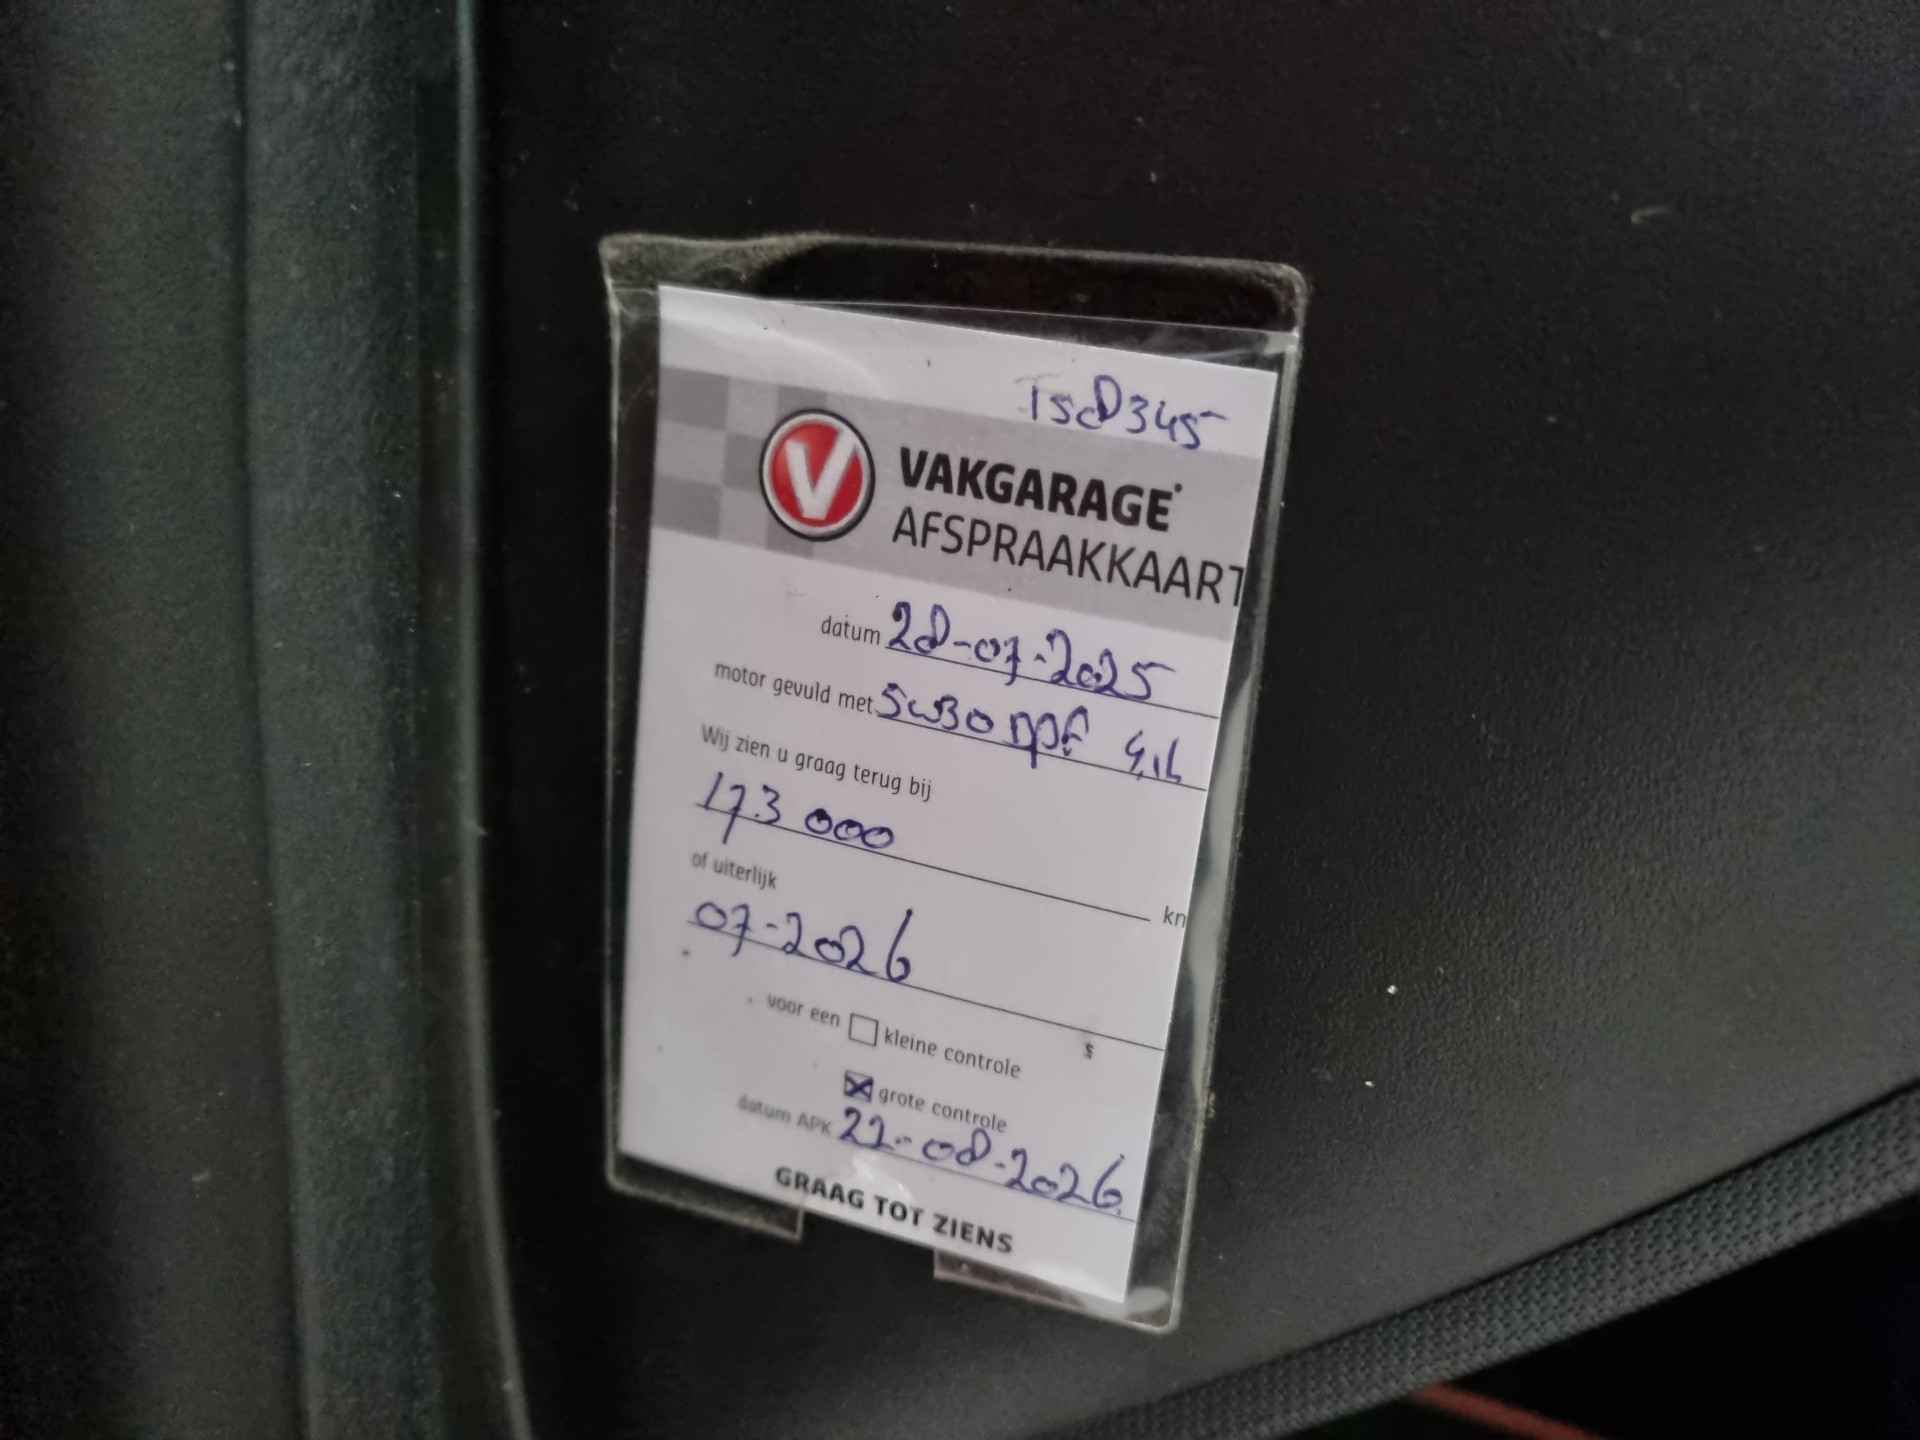 Tsd345
V VAKGARAGE
AFSPRAAKKAART
datum 28-07-2025
motor gevuld met 5w30 DPF 4,1L
Wij zien u graag terug bij
173 000 km
of uiterlijk
07-2026
voor een kleine controle
grote controle
datum APK 22-08-2026
GRAAG TOT ZIENS